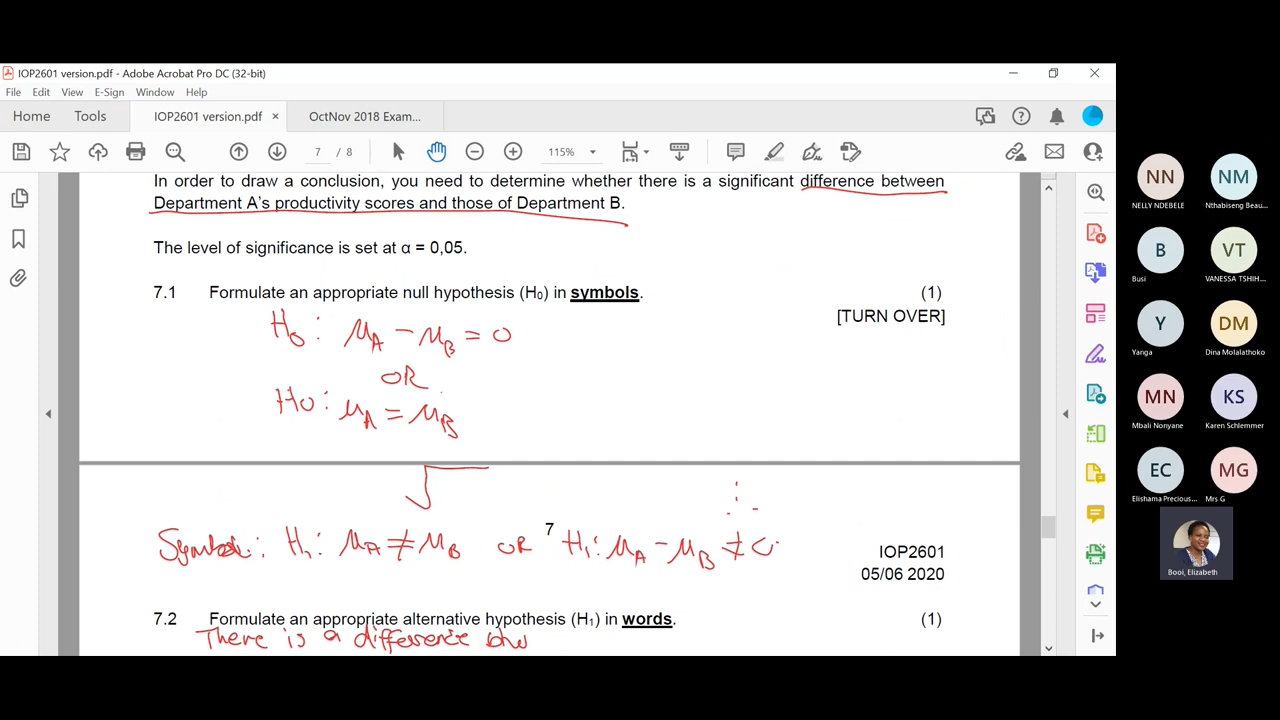 IOP2601 version.pdf - Adobe Acrobat Pro DC (32-bit)
File Edit View E-Sign Window Help
Home Tools IOP2601 version.pdf × OctNov 2018 Exam...
7 / 8 115%
In order to draw a conclusion, you need to determine whether there is a significant difference between
Department A's productivity scores and those of Department B.
The level of significance is set at α = 0,05.
7.1 Formulate an appropriate null hypothesis (H₀) in symbols. (1)
[TURN OVER]
H₀ : μA − μB = 0
OR
H₀ : μA = μB
7
H₁ : μA ≠ μB OR H₁ : μA − μB ≠
IOP2601
05/06 2020
7.2 Formulate an appropriate alternative hypothesis (H₁) in words. (1)
There is a difference
NN NM
NELLY NDEBELE Nthabiseng Beau...
B VT
Busi VANESSA TSHIH...
Y DM
Yanga Dina Molalathoko
MN KS
Mbali Nonyane Karen Schlemmer
EC MG
Elishama Precious... Mrs G
Booi, Elizabeth